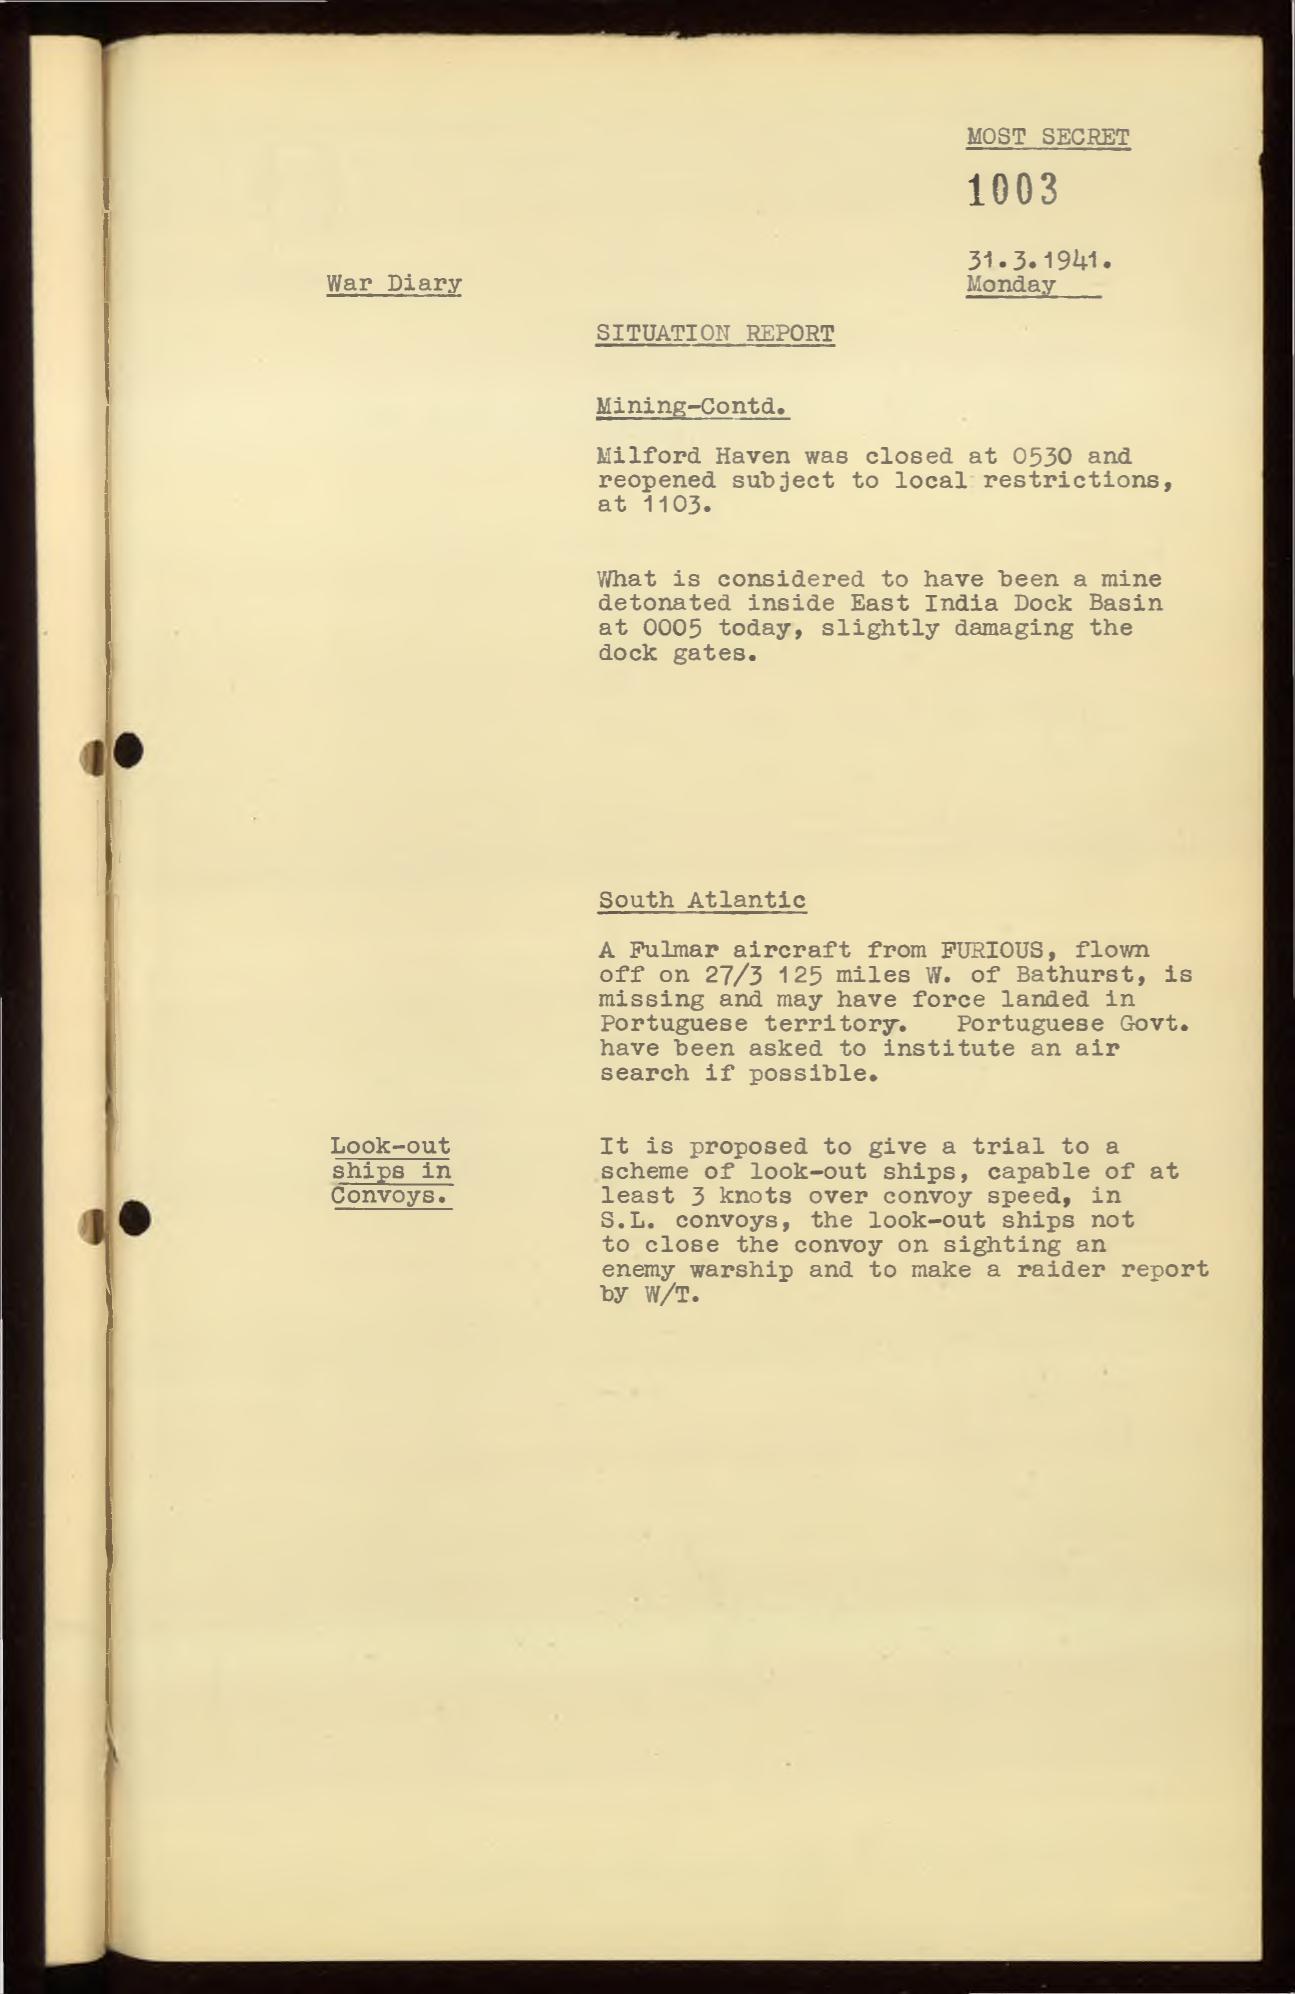 MOST SECRET
1003
31.3.1941.
War Diary
Monday
SITUATION REPORT
Mining-Contd.
Milford Haven was closed at 0530 and
reopened subject to local restrictions,
at 1103.
What is considered to have been a mine
detonated inside East India Dock Basin
at 0005 today, slightly damaging the
dock gates.
South Atlantic
A Fulmar aircraft from FURIOUS, flown
off on 27/3 125 miles W. of Bathurst, is
missing and may have force landed in
Portuguese territory. Portuguese Govt.
have been asked to institute an air
search if possible.
Look-out
ships in
Convoys.
It is proposed to give a trial to a
scheme of look-out ships, capable of at
least 3 knots over convoy speed, in
S.L. convoys, the look-out ships not
to close the convoy on sighting an
enemy warship and to make a raider report
by W/T.